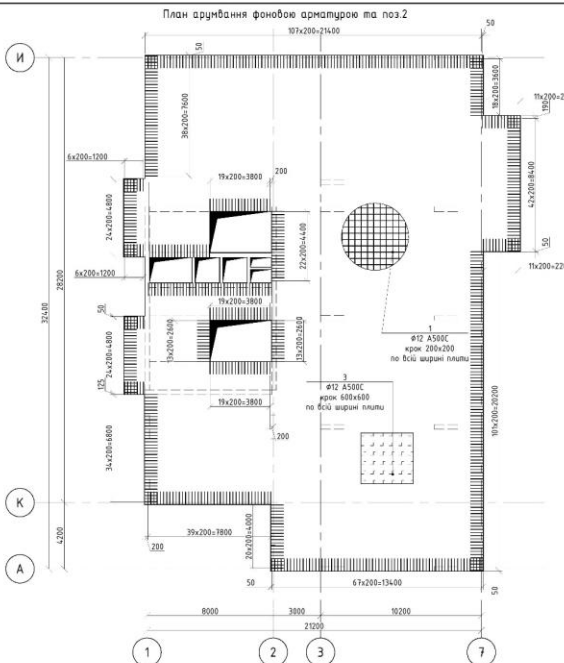 План арумвання фоновою арматурою та поз.2
50
107х200=21400
И
50
38х200=7600
18х200=3600
11х200=2
190
6х200=1200
19х200=3800
200
24х200=4800
42х200=8400
22х200=4400
50
6х200=1200
11х200=220
32400
28200
19х200=3800
50
1
Ф12 А500С
крок 200х200
по всій ширині плити
24х200=4800
13х200=2600
13х200=2600
3
Ф12 А500С
крок 600х600
по всій ширині плити
125
19х200=3800
101х200=20200
34х200=6800
200
К
39х200=7800
200
20х200=4000
4200
А
50
67х200=13400
50
8000
3000
10200
21200
1
2
3
7